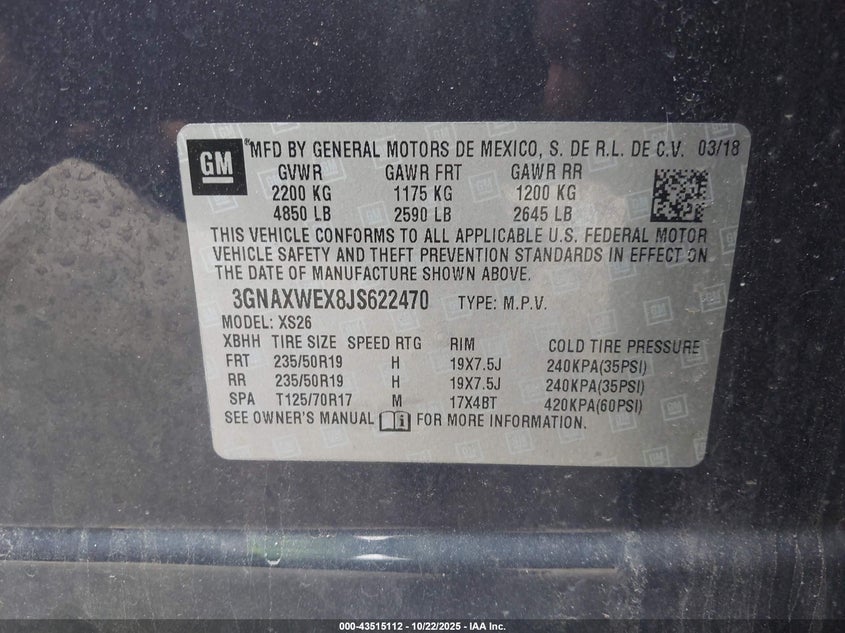 GM ®MFD BY GENERAL MOTORS DE MEXICO, S. DE R.L. DE C.V. 03/18
GVWR GAWR FRT GAWR RR
2200 KG 1175 KG 1200 KG
4850 LB 2590 LB 2645 LB
THIS VEHICLE CONFORMS TO ALL APPLICABLE U.S. FEDERAL MOTOR
VEHICLE SAFETY AND THEFT PREVENTION STANDARDS IN EFFECT ON
THE DATE OF MANUFACTURE SHOWN ABOVE.
3GNAXWEX8JS622470 TYPE: M.P.V.
MODEL: XS26
XBHH TIRE SIZE SPEED RTG RIM COLD TIRE PRESSURE
FRT 235/50R19 H 19X7.5J 240KPA(35PSI)
RR 235/50R19 H 19X7.5J 240KPA(35PSI)
SPA T125/70R17 M 17X4BT 420KPA(60PSI)
SEE OWNER'S MANUAL i FOR MORE INFORMATION.
000-43515112 - 10/22/2025 - IAA Inc.